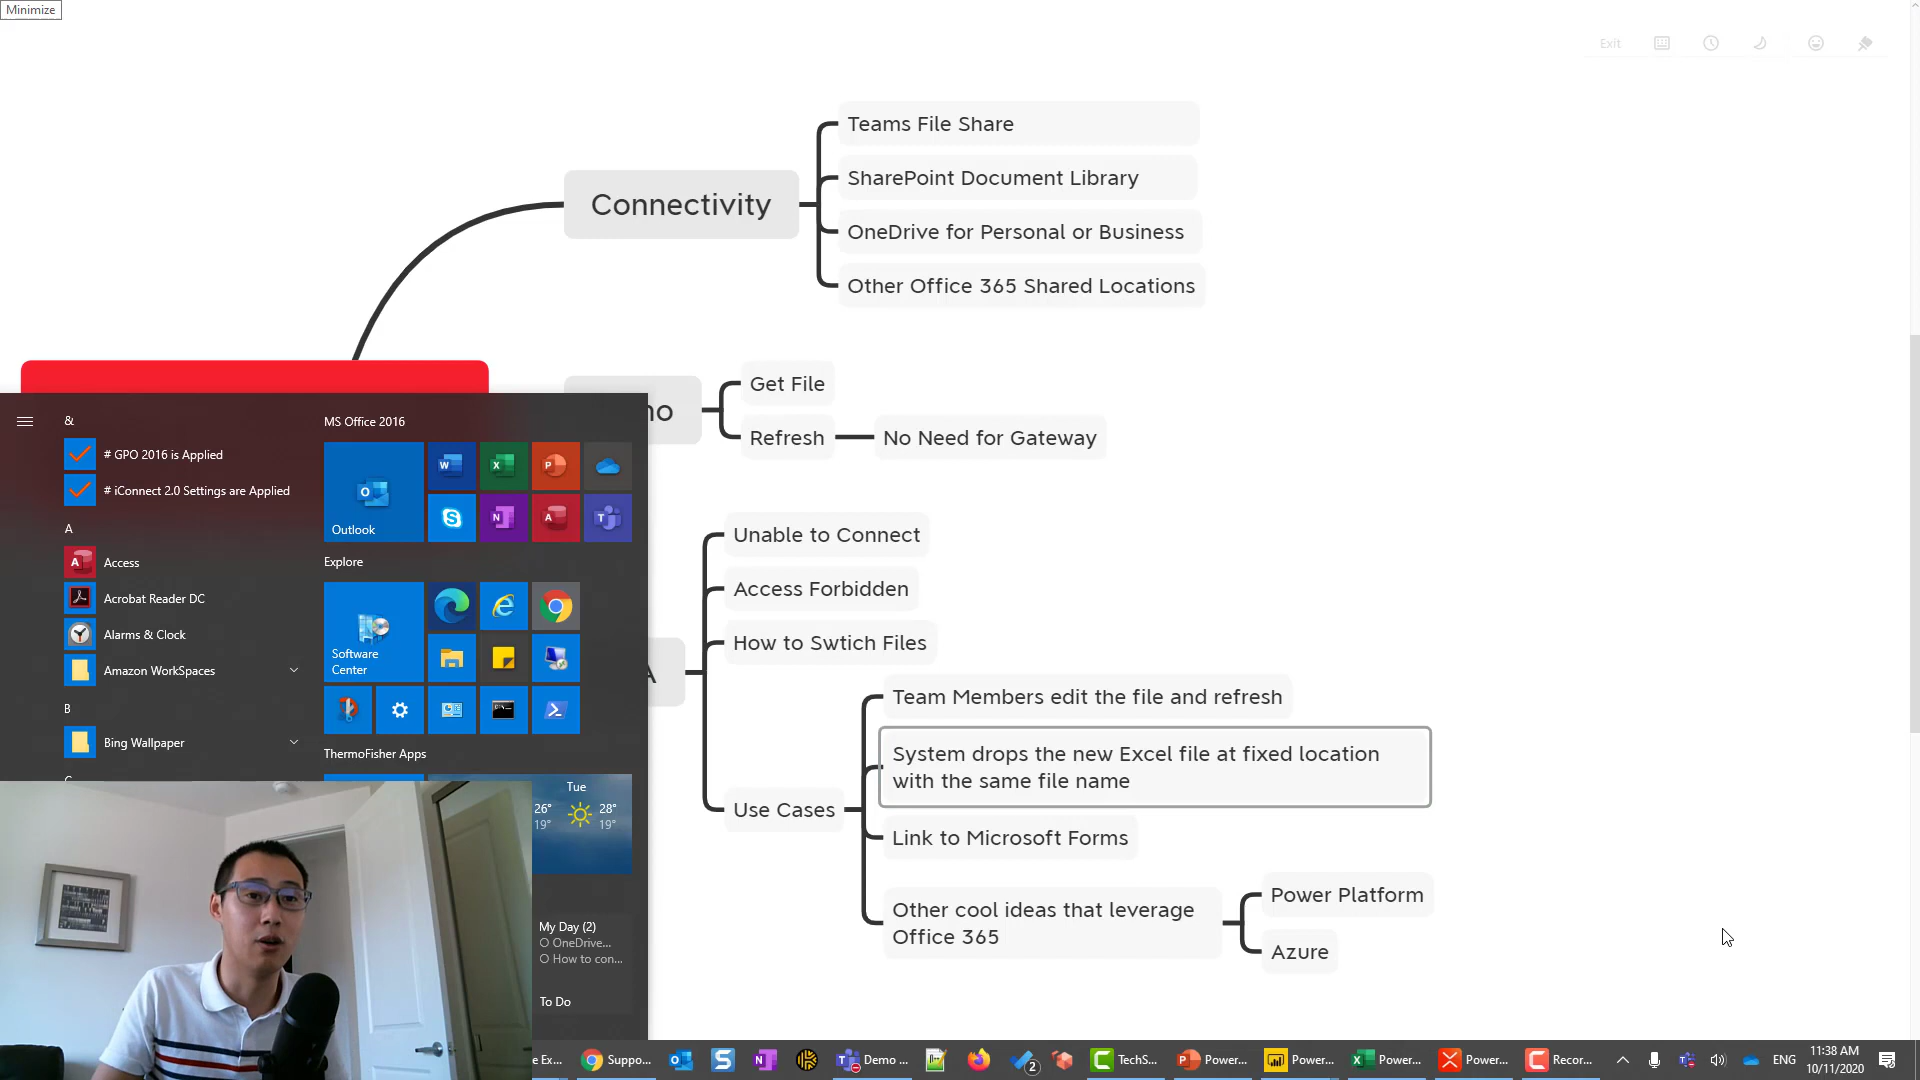 Minimize
Exit
Connectivity
Teams File Share
SharePoint Document Library
OneDrive for Personal or Business
Other Office 365 Shared Locations
Get File
Refresh
No Need for Gateway
Unable to Connect
Access Forbidden
How to Swtich Files
Use Cases
Team Members edit the file and refresh
System drops the new Excel file at fixed location
with the same file name
Link to Microsoft Forms
Other cool ideas that leverage
Office 365
Power Platform
Azure
&
# GPO 2016 is Applied
# iConnect 2.0 Settings are Applied
A
Access
Acrobat Reader DC
Alarms & Clock
Amazon WorkSpaces
B
Bing Wallpaper
MS Office 2016
Outlook
Explore
Software
Center
ThermoFisher Apps
Tue
26° 28°
19° 19°
My Day (2)
OneDrive...
How to con...
To Do
e Ex...
Suppo...
Demo ...
2
TechS...
Power...
Power...
Power...
Power...
Recor...
ENG
11:38 AM
10/11/2020